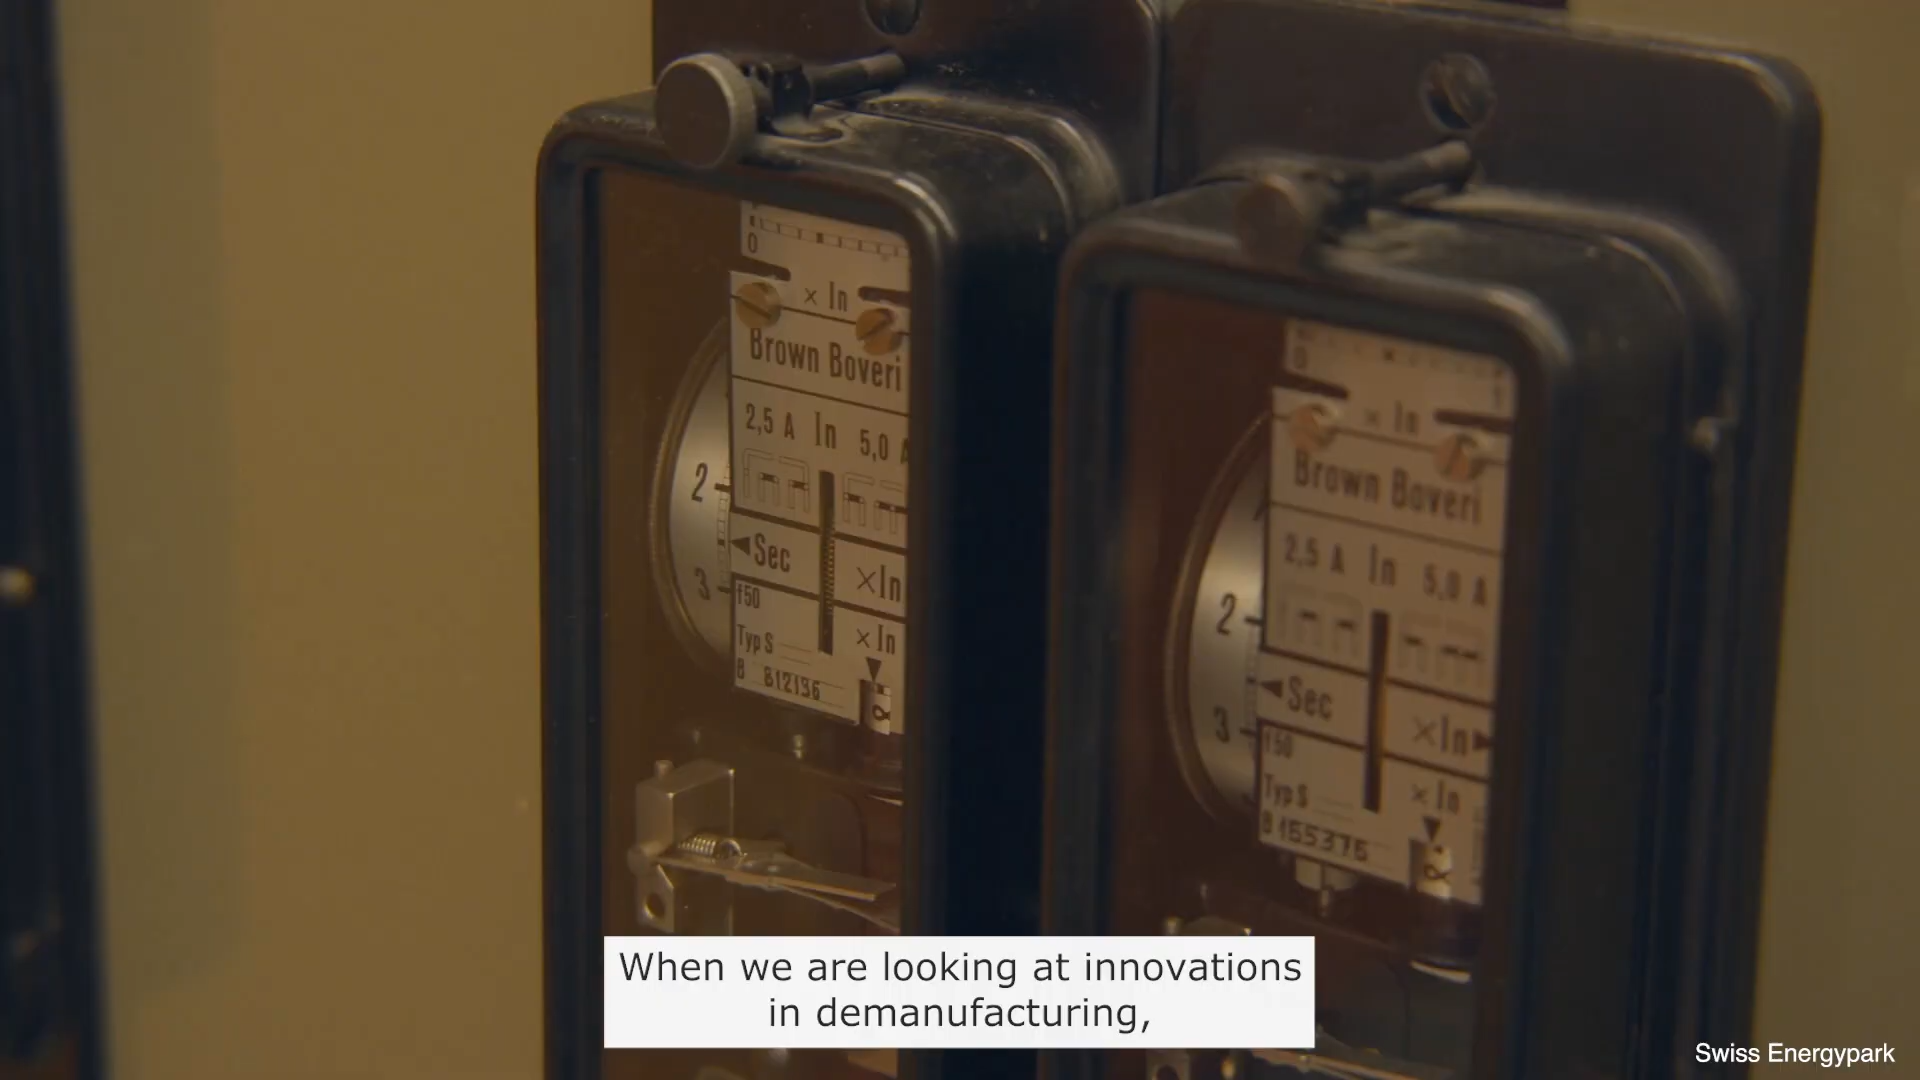 0
× In
Brown Boveri
2,5 A In 5,0 A
2
◄Sec
×In
3
f50
× In
Typ S
B 812196
0
1
× In
Brown Boveri
2,5 A In 5,0 A
2
◄Sec
×In►
3
f50
× In
Typ S
B 165376
When we are looking at innovations
in demanufacturing,
Swiss Energypark